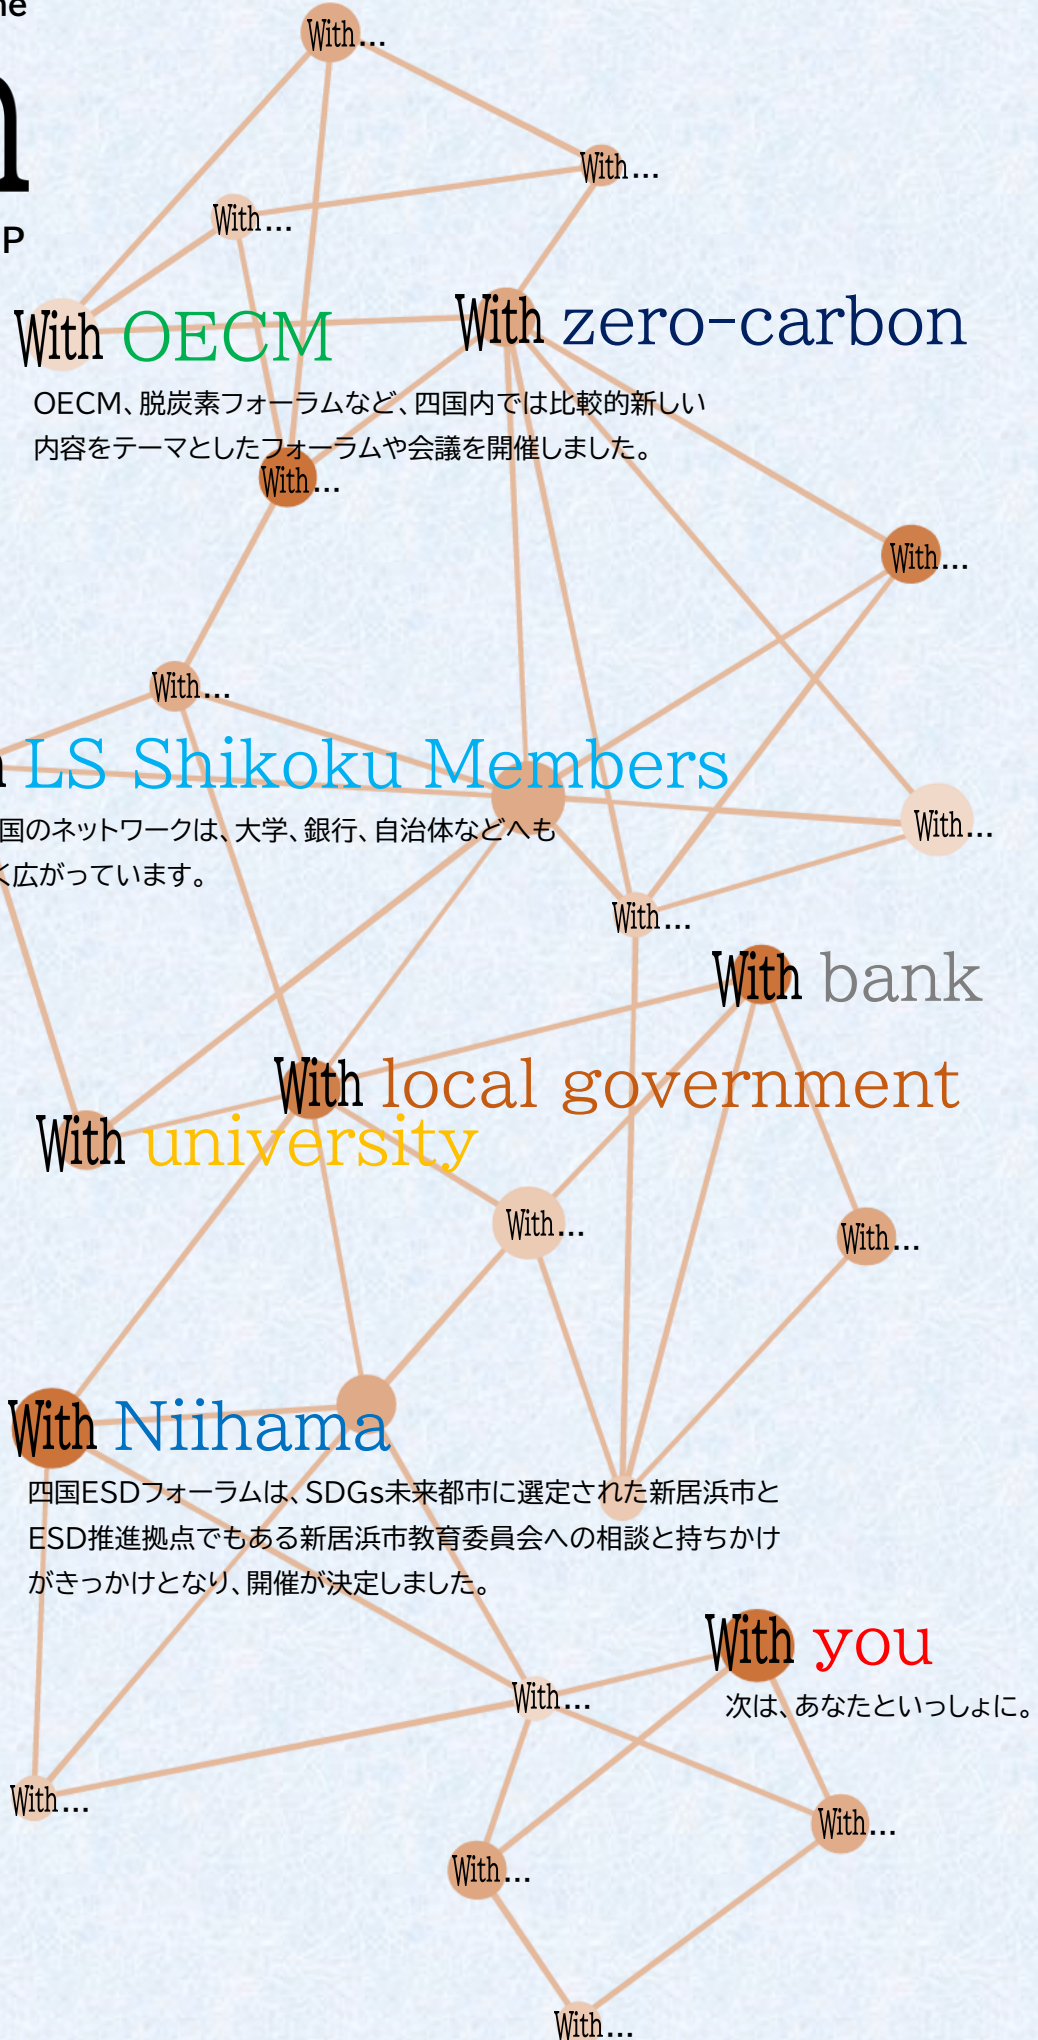 ne
With…
With…
h
With…
P
With OECM
With zero-carbon
OECM、脱炭素フォーラムなど、四国内では比較的新しい
内容をテーマとしたフォーラムや会議を開催しました。
With…
With…
With…
LS Shikoku Members
国のネットワークは、大学、銀行、自治体などへも
く広がっています。
With…
With…
With bank
With local government
With university
With…
With…
With Niihama
四国ESDフォーラムは、SDGs未来都市に選定された新居浜市と
ESD推進拠点でもある新居浜市教育委員会への相談と持ちかけ
がきっかけとなり、開催が決定しました。
With you
次は、あなたといっしょに。
With…
With…
With…
With…
With…